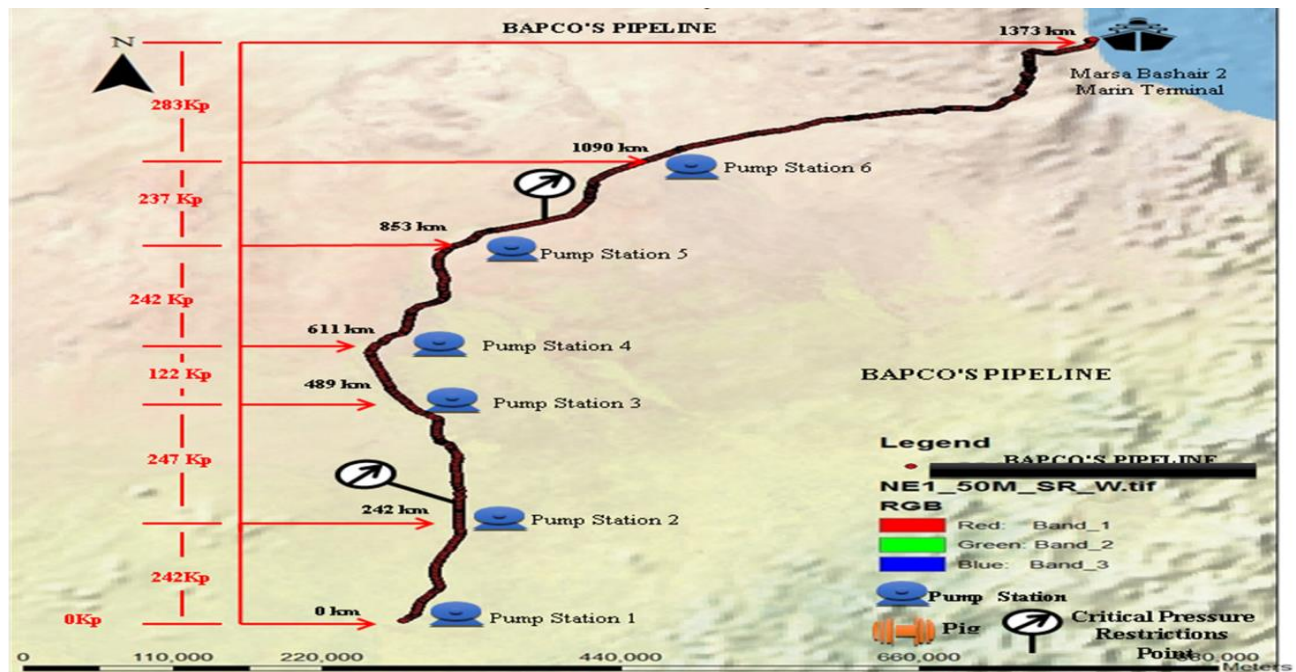 BAPCO'S PIPELINE
N
1373 km
Marsa Bashair 2
Marin Terminal
283Kp
1090 km
Pump Station 6
237 Kp
853 km
Pump Station 5
242 Kp
611 km
Pump Station 4
122 Kp
489 km
Pump Station 3
BAPCO'S PIPELINE
247 Kp
242 km
Pump Station 2
242Kp
0 km
Pump Station 1
0Kp
Legend
BAPCO'S PIPELINE
NE1_50M_SR_W.tif
RGB
Red: Band_1
Green: Band_2
Blue: Band_3
Pump Station
Pig
Critical Pressure
Restrictions
Point
0 110,000 220,000 440,000 660,000
Meters